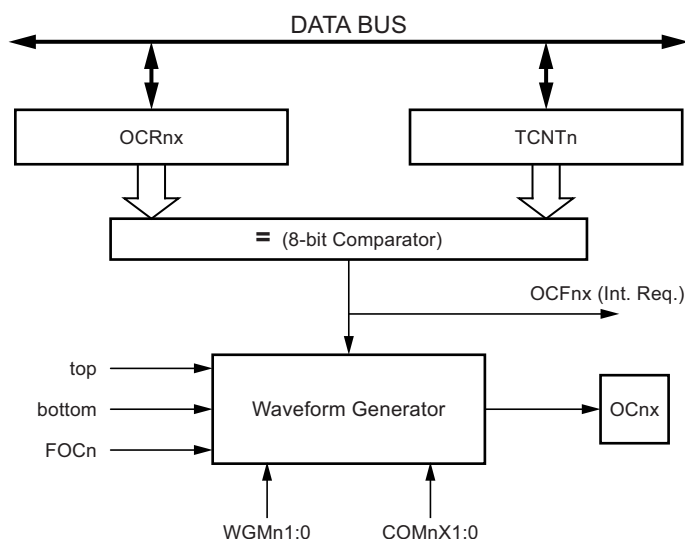 DATA BUS
OCRnx
TCNTn
= (8-bit Comparator)
OCFnx (Int. Req.)
top
bottom
FOCn
Waveform Generator
OCnx
WGMn1:0
COMnX1:0